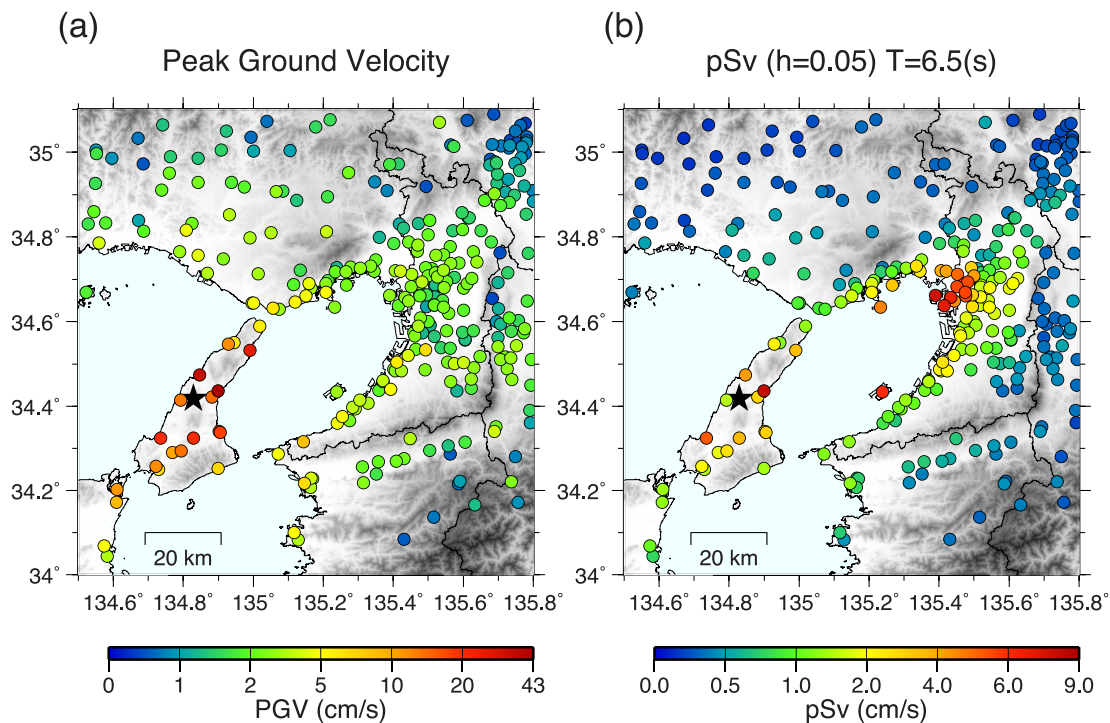 (a)
Peak Ground Velocity
35˚
34.8˚
34.6˚
34.4˚
34.2˚
34˚
20 km
134.6˚ 134.8˚ 135˚ 135.2˚ 135.4˚ 135.6˚ 135.8˚
0 1 2 5 10 20 43
PGV (cm/s)
(b)
pSv (h=0.05) T=6.5(s)
35˚
34.8˚
34.6˚
34.4˚
34.2˚
34˚
20 km
134.6˚ 134.8˚ 135˚ 135.2˚ 135.4˚ 135.6˚ 135.8˚
0.0 0.5 1.0 2.0 4.0 6.0 9.0
pSv (cm/s)